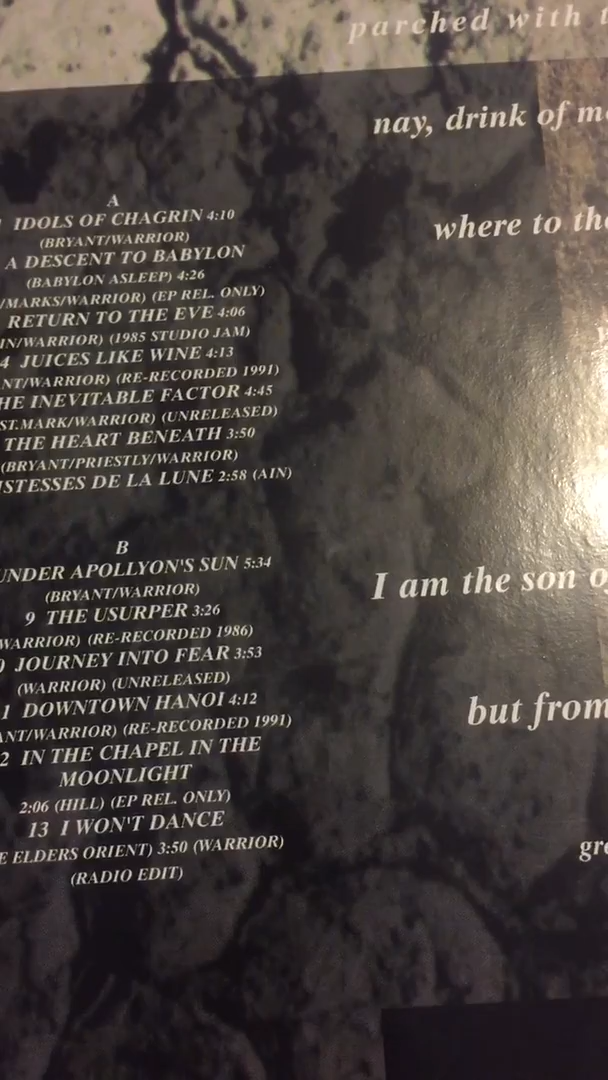 parched with t
nay, drink of m
where to th
A
IDOLS OF CHAGRIN 4:10
(BRYANT/WARRIOR)
A DESCENT TO BABYLON
(BABYLON ASLEEP) 4:26
/MARKS/WARRIOR) (EP REL. ONLY)
RETURN TO THE EVE 4:06
IN/WARRIOR) (1985 STUDIO JAM)
4 JUICES LIKE WINE 4:13
NT/WARRIOR) (RE-RECORDED 1991)
HE INEVITABLE FACTOR 4:45
ST.MARK/WARRIOR) (UNRELEASED)
THE HEART BENEATH 3:50
(BRYANT/PRIESTLY/WARRIOR)
ISTESSES DE LA LUNE 2:58 (AIN)
B
UNDER APOLLYON'S SUN 5:34
(BRYANT/WARRIOR)
9 THE USURPER 3:26
WARRIOR) (RE-RECORDED 1986)
0 JOURNEY INTO FEAR 3:53
(WARRIOR) (UNRELEASED)
1 DOWNTOWN HANOI 4:12
ANT/WARRIOR) (RE-RECORDED 1991)
2 IN THE CHAPEL IN THE
MOONLIGHT
2:06 (HILL) (EP REL. ONLY)
13 I WON'T DANCE
E ELDERS ORIENT) 3:50 (WARRIOR)
(RADIO EDIT)
I am the son o
but from
gre